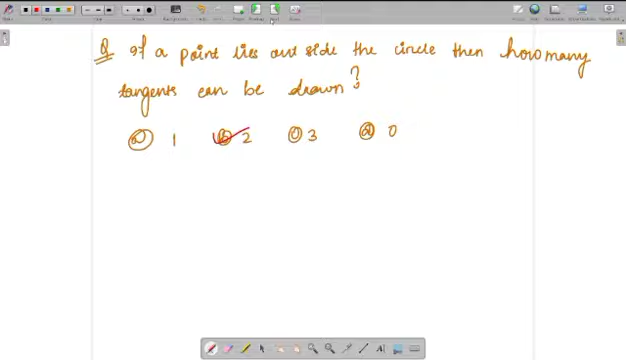 Q If a point lies out side the circle then how many
tangents can be drawn?
(a) 1 (b) 2 (c) 3 (d) 0